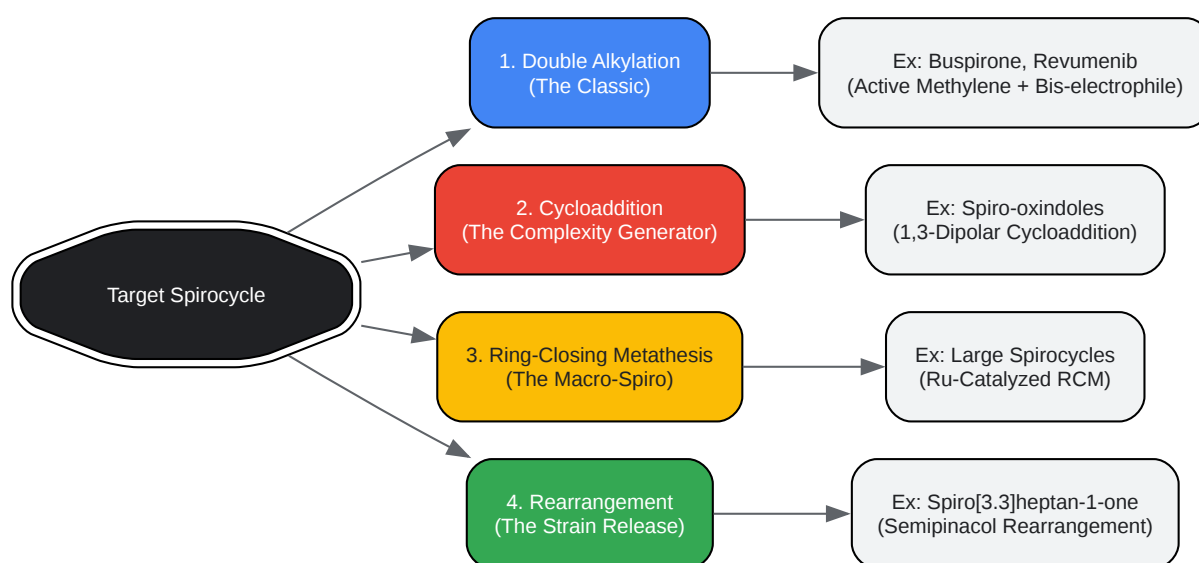 Target Spirocycle
1. Double Alkylation
(The Classic)
Ex: Buspirone, Revumenib
(Active Methylene + Bis-electrophile)
2. Cycloaddition
(The Complexity Generator)
Ex: Spiro-oxindoles
(1,3-Dipolar Cycloaddition)
3. Ring-Closing Metathesis
(The Macro-Spiro)
Ex: Large Spirocycles
(Ru-Catalyzed RCM)
4. Rearrangement
(The Strain Release)
Ex: Spiro[3.3]heptan-1-one
(Semipinacol Rearrangement)